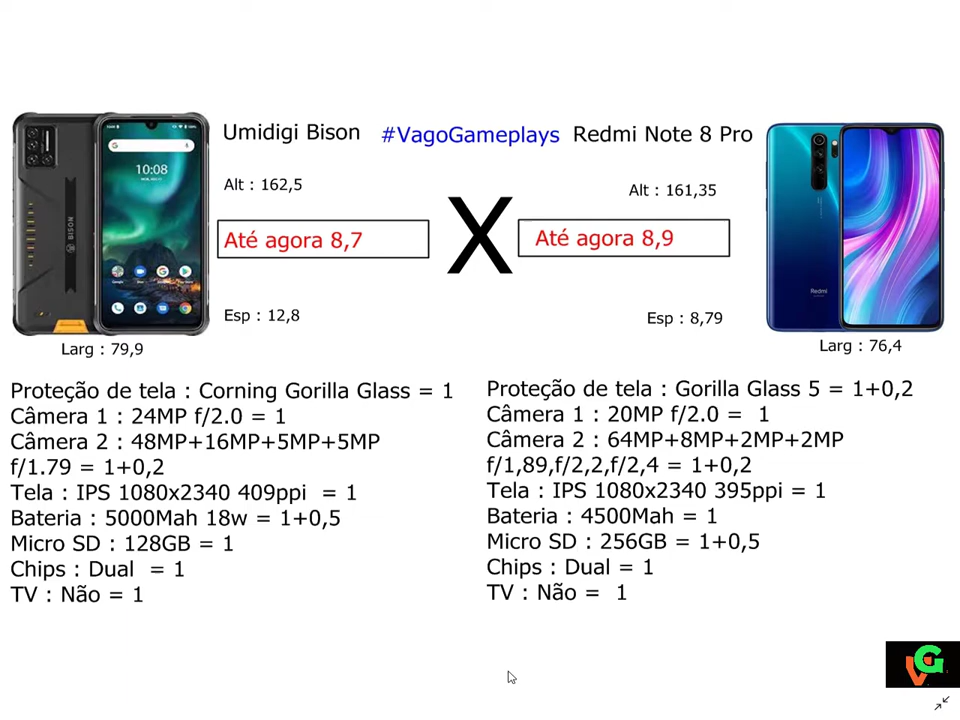 Umidigi Bison
#VagoGameplays
Redmi Note 8 Pro
Alt : 162,5
Alt : 161,35
Até agora 8,7
X
Até agora 8,9
Esp : 12,8
Esp : 8,79
Larg : 79,9
Larg : 76,4
10:08
BISON
Redmi
Proteção de tela : Corning Gorilla Glass = 1
Câmera 1 : 24MP f/2.0 = 1
Câmera 2 : 48MP+16MP+5MP+5MP
f/1.79 = 1+0,2
Tela : IPS 1080x2340 409ppi = 1
Bateria : 5000Mah 18w = 1+0,5
Micro SD : 128GB = 1
Chips : Dual = 1
TV : Não = 1
Proteção de tela : Gorilla Glass 5 = 1+0,2
Câmera 1 : 20MP f/2.0 = 1
Câmera 2 : 64MP+8MP+2MP+2MP
f/1,89,f/2,2,f/2,4 = 1+0,2
Tela : IPS 1080x2340 395ppi = 1
Bateria : 4500Mah = 1
Micro SD : 256GB = 1+0,5
Chips : Dual = 1
TV : Não = 1
VG